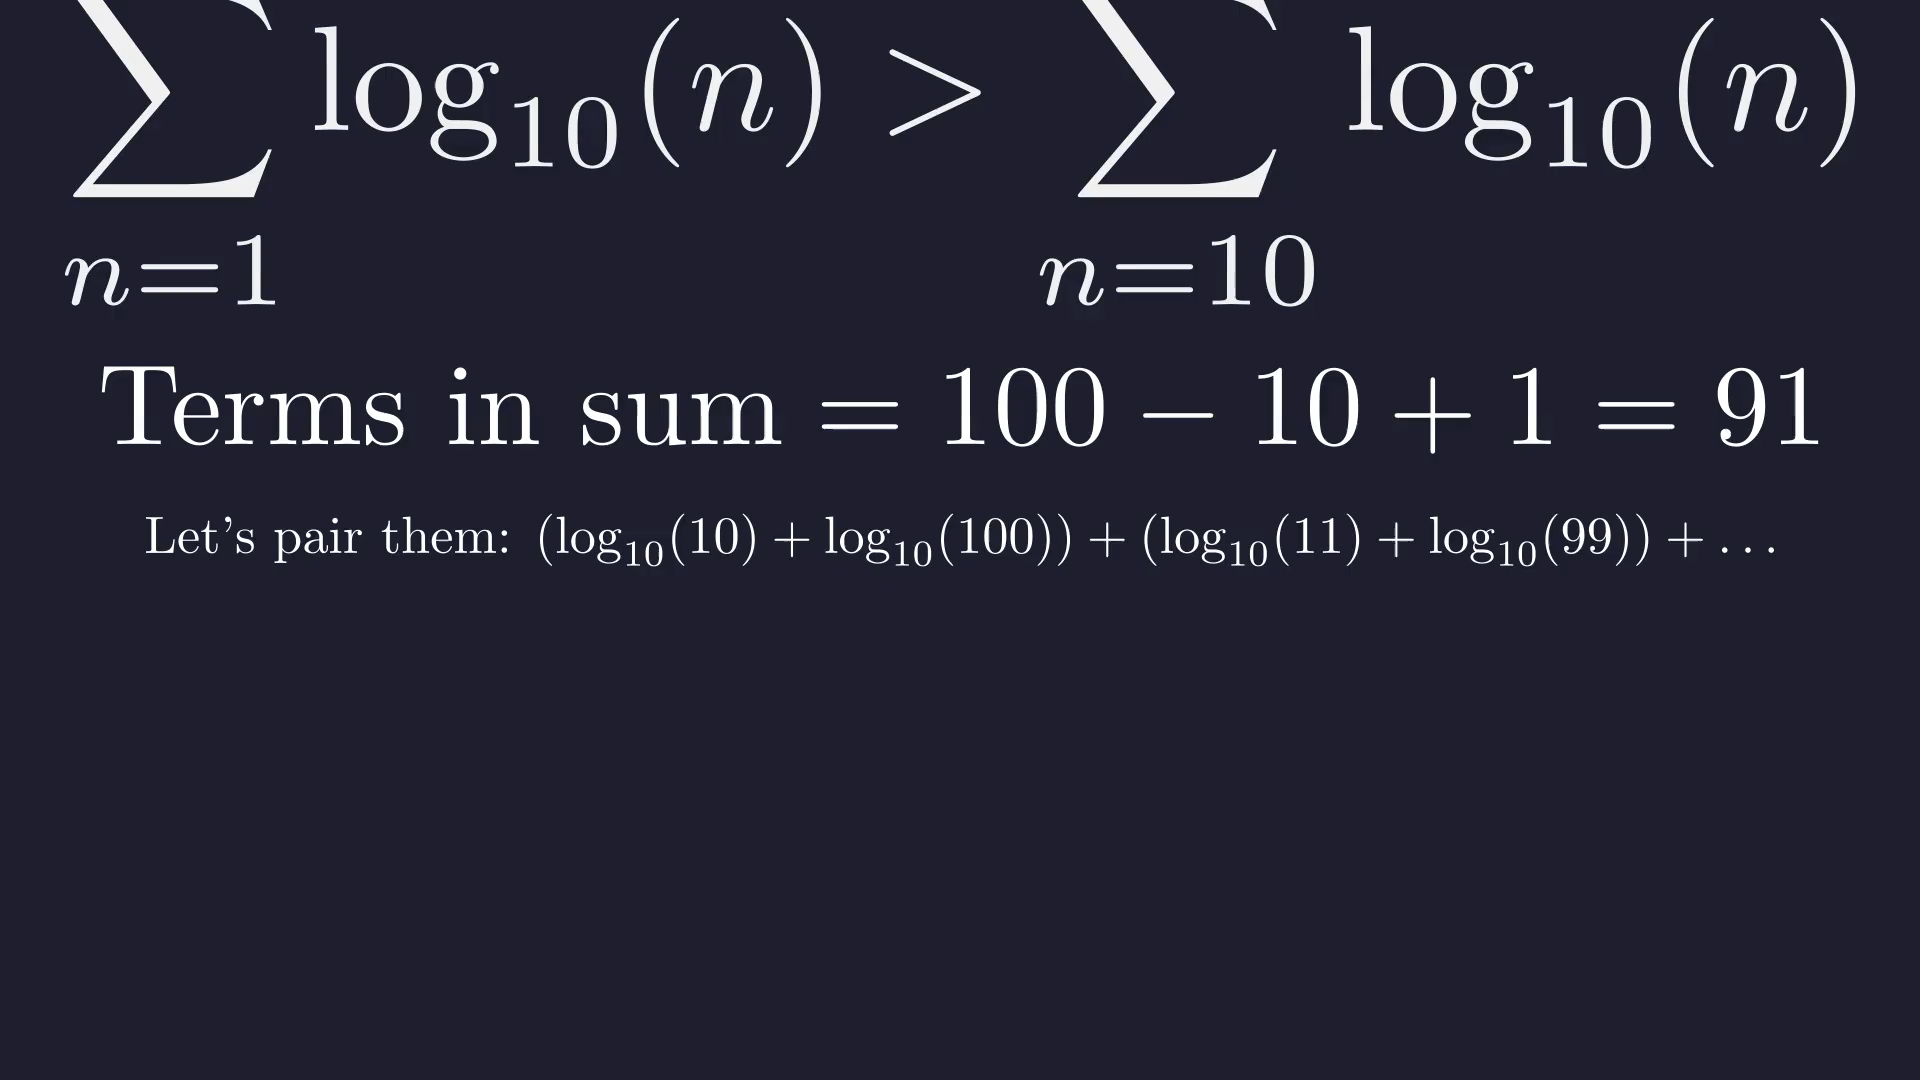 ∑ log₁₀(n) > ∑ log₁₀(n)
n=1 n=10
Terms in sum = 100 − 10 + 1 = 91
Let's pair them: (log₁₀(10) + log₁₀(100)) + (log₁₀(11) + log₁₀(99)) + . . .